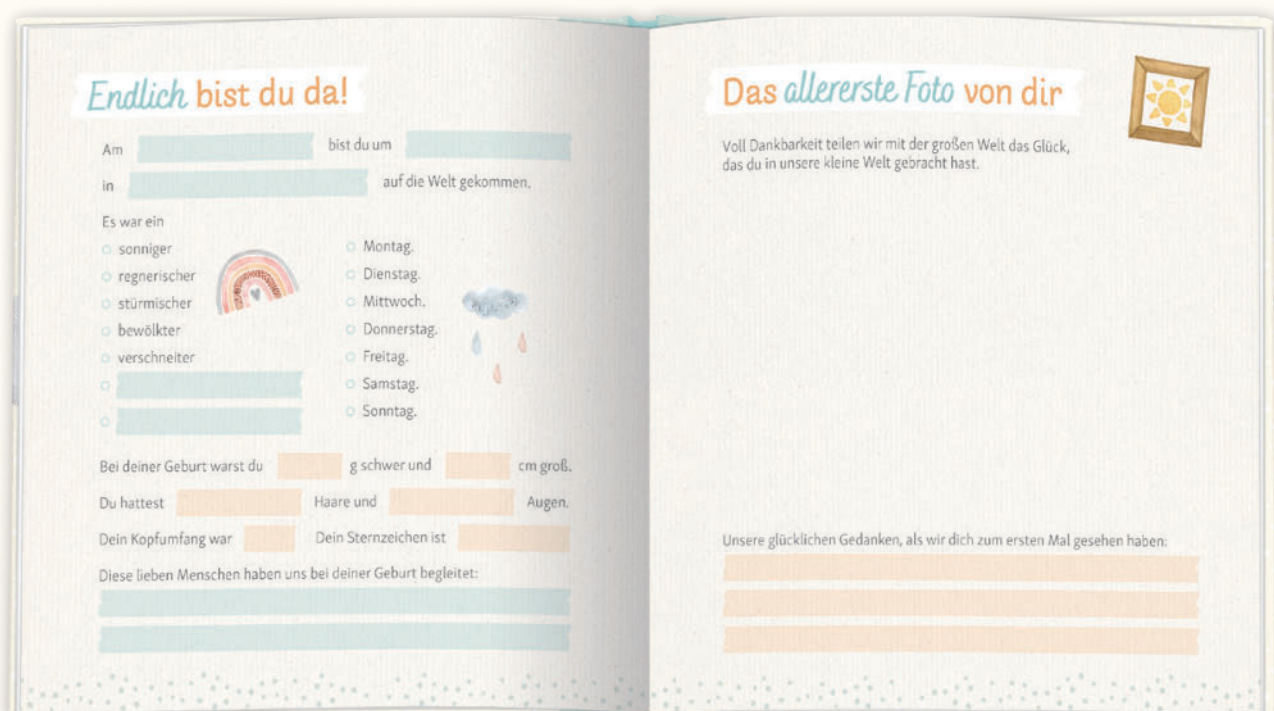 Endlich bist du da!
Am bist du um
in auf die Welt gekommen.
Es war ein
sonniger
regnerischer
stürmischer
bewölkter
verschneiter
Montag.
Dienstag.
Mittwoch.
Donnerstag.
Freitag.
Samstag.
Sonntag.
Bei deiner Geburt warst du g schwer und cm groß.
Du hattest Haare und Augen.
Dein Kopfumfang war Dein Sternzeichen ist
Diese lieben Menschen haben uns bei deiner Geburt begleitet:
Das allererste Foto von dir
Voll Dankbarkeit teilen wir mit der großen Welt das Glück,
das du in unsere kleine Welt gebracht hast.
Unsere glücklichen Gedanken, als wir dich zum ersten Mal gesehen haben: